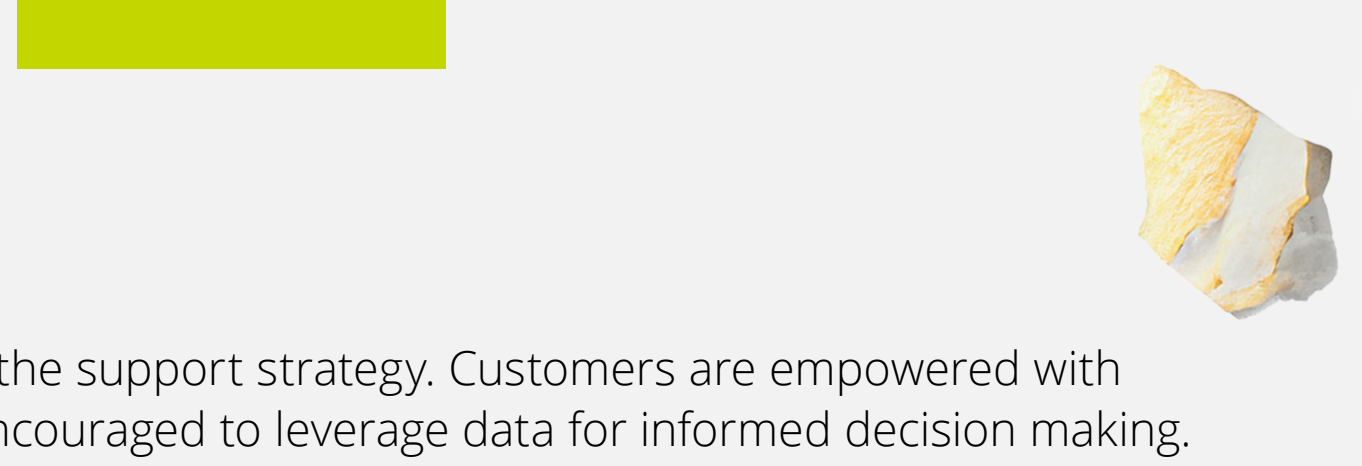 the support strategy. Customers are empowered with
ncouraged to leverage data for informed decision making.